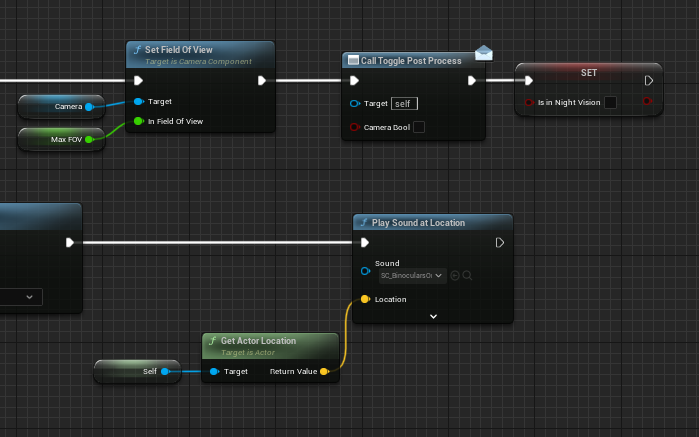 Set Field Of View
Target is Camera Component
Target
In Field Of View
Camera
Max FOV
Call Toggle Post Process
Target self
Camera Bool
SET
Is in Night Vision
Play Sound at Location
Sound
Location
Get Actor Location
Target is Actor
Self
Target Return Value